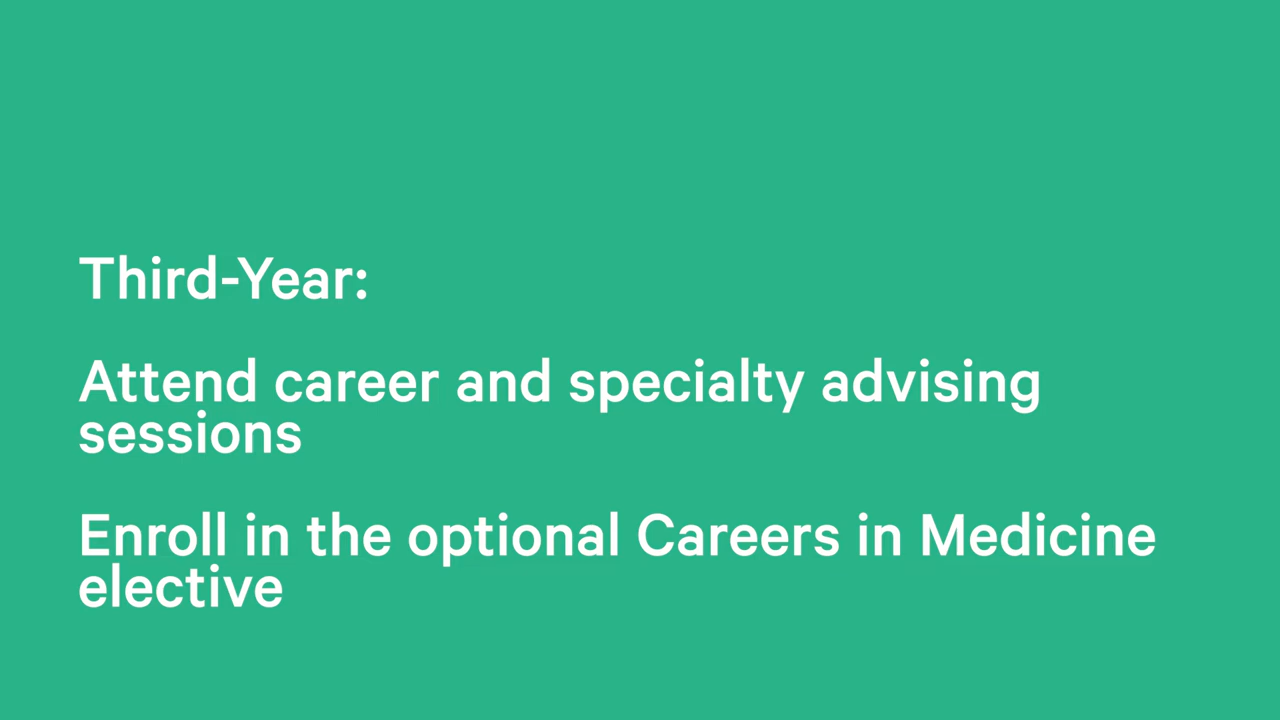 Third-Year:
Attend career and specialty advising
sessions
Enroll in the optional Careers in Medicine
elective